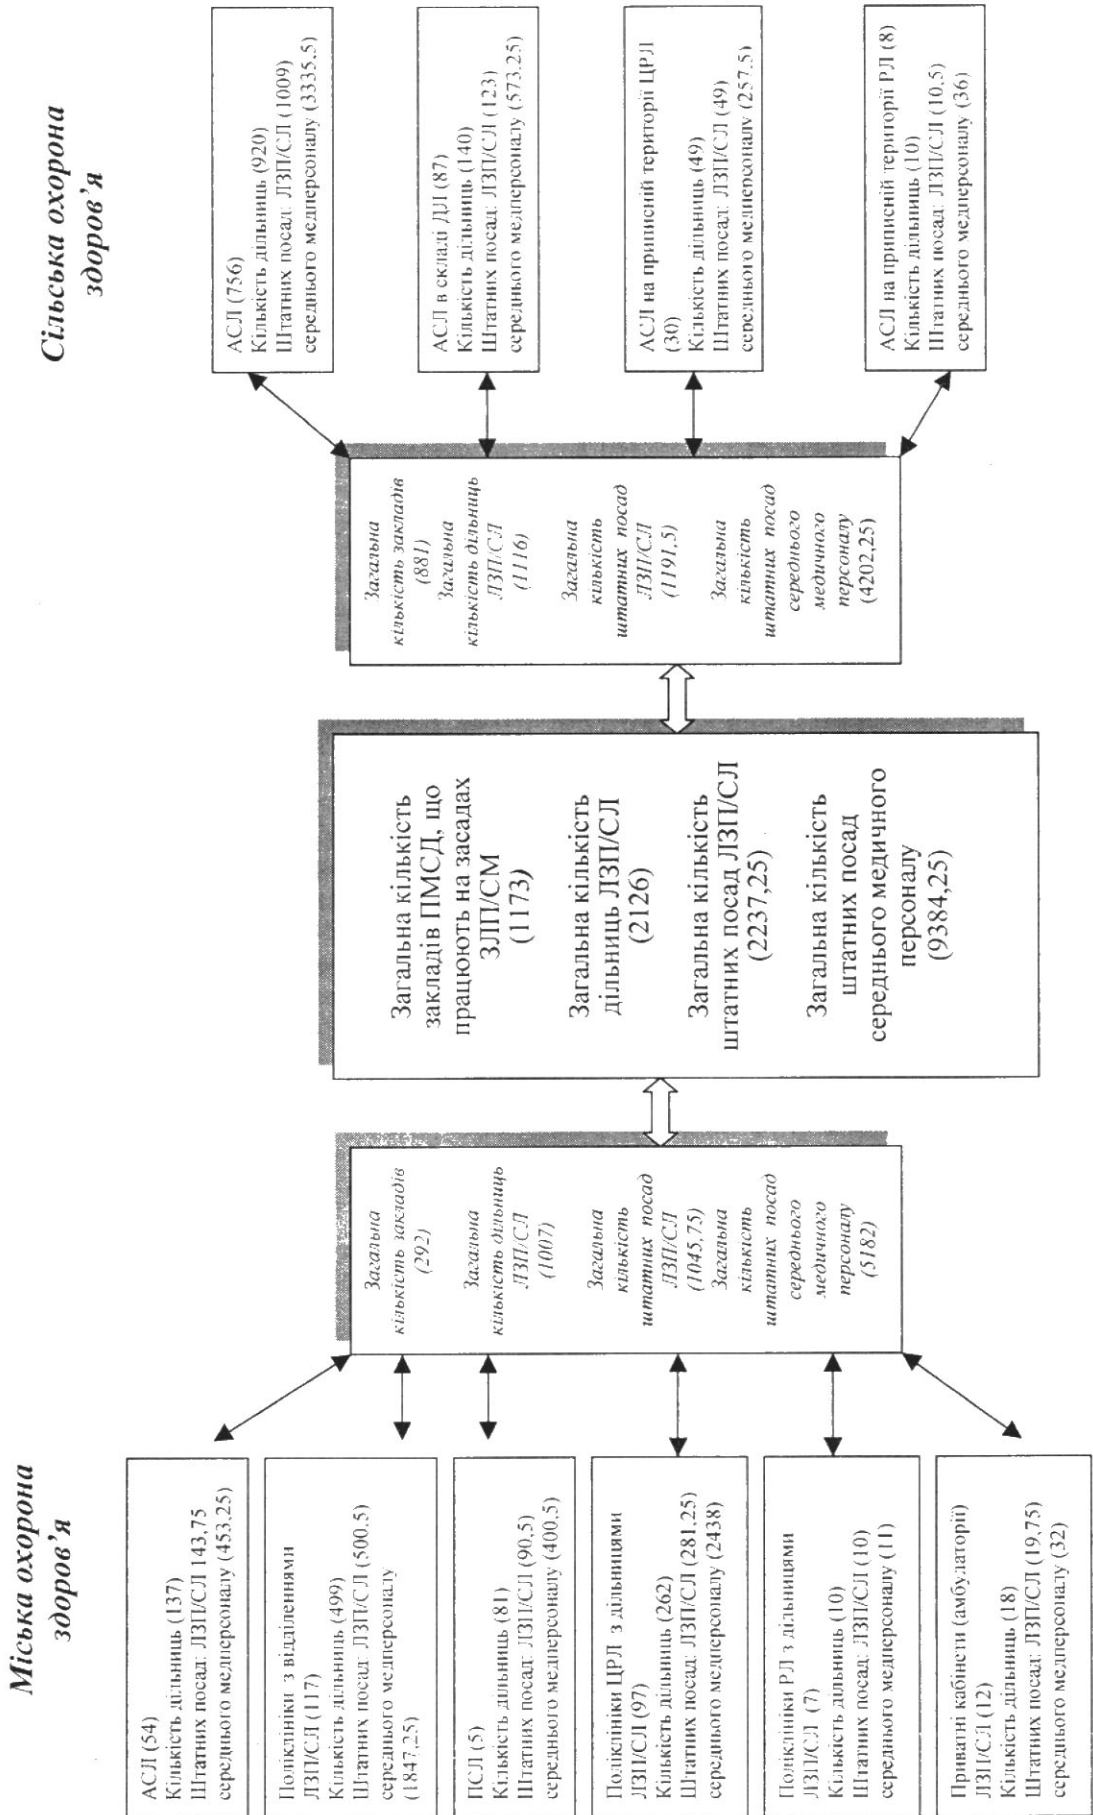 Міська охорона
здоров’я
АСЛ (54)
Кількість дільниць (137)
Штатних посад: ЛЗП/СЛ 143,75
середнього медперсоналу (453,25)
Поліклініки з відділеннями
ЛЗП/СЛ (117)
Кількість дільниць (499)
Штатних посад: ЛЗП/СЛ (500,5)
середнього медперсоналу
(1847,25)
ПСЛ (5)
Кількість дільниць (81)
Штатних посад: ЛЗП/СЛ (90,5)
середнього медперсоналу (400,5)
Поліклініки ЦРЛ з дільницями
ЛЗП/СЛ (97)
Кількість дільниць (262)
Штатних посад: ЛЗП/СЛ (281,25)
середнього медперсоналу (2438)
Поліклініки РЛ з дільницями
ЛЗП/СЛ (7)
Кількість дільниць (10)
Штатних посад: ЛЗП/СЛ (10)
середнього медперсоналу (11)
Приватні кабінети (амбулаторії)
ЛЗП/СЛ (12)
Кількість дільниць (18)
Штатних посад: ЛЗП/СЛ (19,75)
середнього медперсоналу (32)
Загальна
кількість закладів
(292)
Загальна
кількість дільниць
ЛЗП/СЛ
(1007)
Загальна
кількість
штатних посад
ЛЗП/СЛ
(1045,75)
Загальна
кількість
штатних посад
середнього
медичного
персоналу
(5182)
Загальна кількість
закладів ПМСД, що
працюють на засадах
ЗЛП/СМ
(1173)
Загальна кількість
дільниць ЛЗП/СЛ
(2126)
Загальна кількість
штатних посад ЛЗП/СЛ
(2237,25)
Загальна кількість
штатних посад
середнього медичного
персоналу
(9384,25)
Загальна
кількість закладів
(881)
Загальна
кількість дільниць
ЛЗП/СЛ
(1116)
Загальна
кількість
штатних посад
ЛЗП/СЛ
(1191,5)
Загальна
кількість
штатних посад
середнього
медичного
персоналу
(4202,25)
Сільська охорона
здоров’я
АСЛ (756)
Кількість дільниць (920)
Штатних посад: ЛЗП/СЛ (1009)
середнього медперсоналу (3335,5)
АСЛ в складі ДЛ (87)
Кількість дільниць (140)
Штатних посад: ЛЗП/СЛ (123)
середнього медперсоналу (573,25)
АСЛ на приписній території ЦРЛ
(30)
Кількість дільниць (49)
Штатних посад: ЛЗП/СЛ (49)
середнього медперсоналу (257,5)
АСЛ на приписній території РЛ (8)
Кількість дільниць (10)
Штатних посад: ЛЗП/СЛ (10,5)
середнього медперсоналу (36)